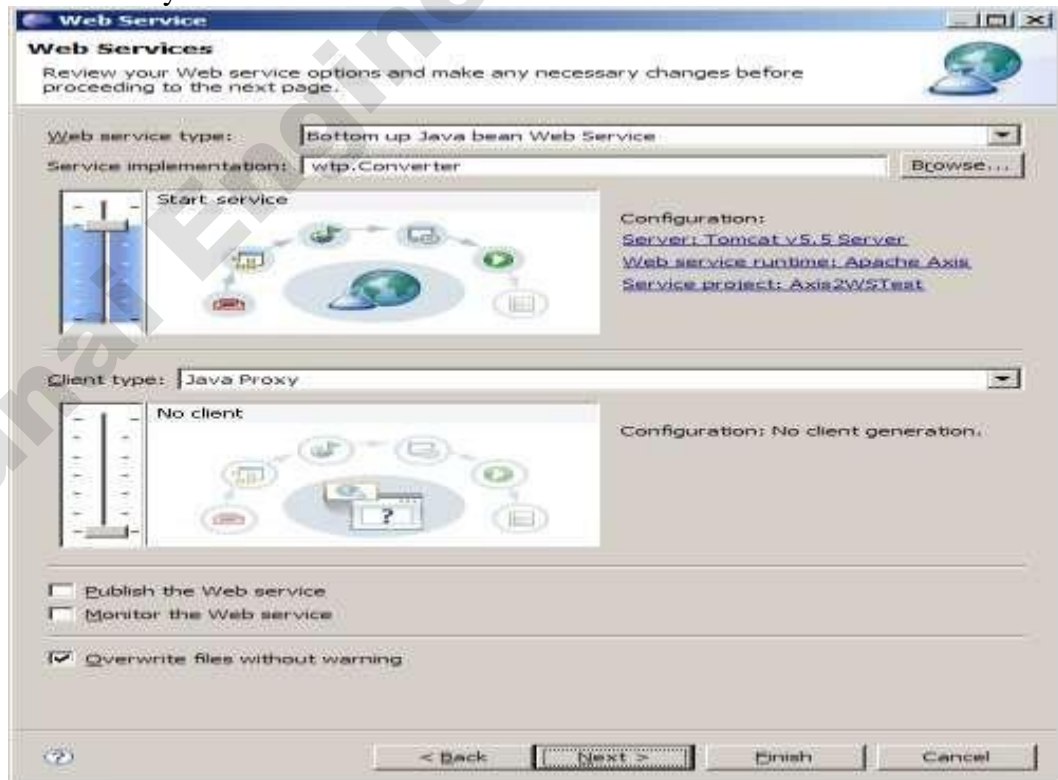 Web Service
Web Services
Review your Web service options and make any necessary changes before
proceeding to the next page.
Web service type: Bottom up Java bean Web Service
Service implementation: wtp.Converter Browse...
Start service
Configuration:
Server: Tomcat v5.5 Server
Web service runtime: Apache Axis
Service project: Axis2WSTest
Client type: Java Proxy
No client
Configuration: No client generation.
Publish the Web service
Monitor the Web service
Overwrite files without warning
< Back Next > Finish Cancel